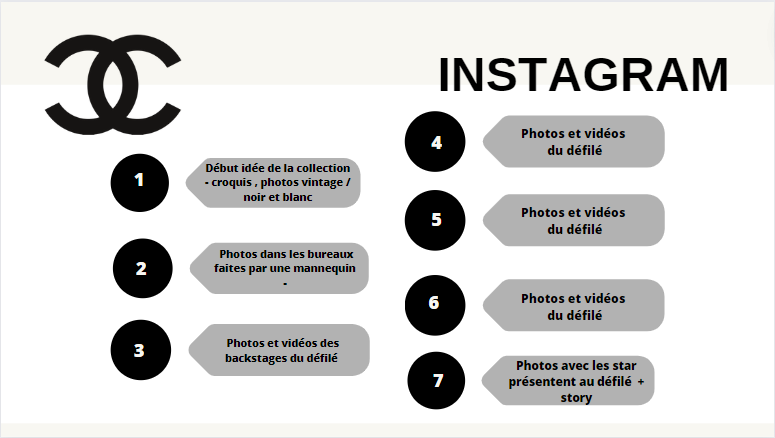 INSTAGRAM
1
Début idée de la collection
- croquis , photos vintage /
noir et blanc
2
Photos dans les bureaux
faites par une mannequin
-
3
Photos et vidéos des
backstages du défilé
4
Photos et vidéos
du défilé
5
Photos et vidéos
du défilé
6
Photos et vidéos
du défilé
7
Photos avec les star
présentent au défilé +
story